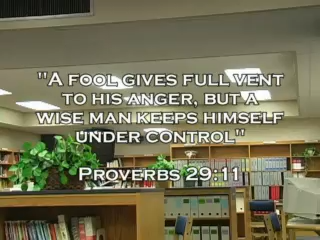 "A fool gives full vent
to his anger, but a
wise man keeps himself
under control"
Proverbs 29:11